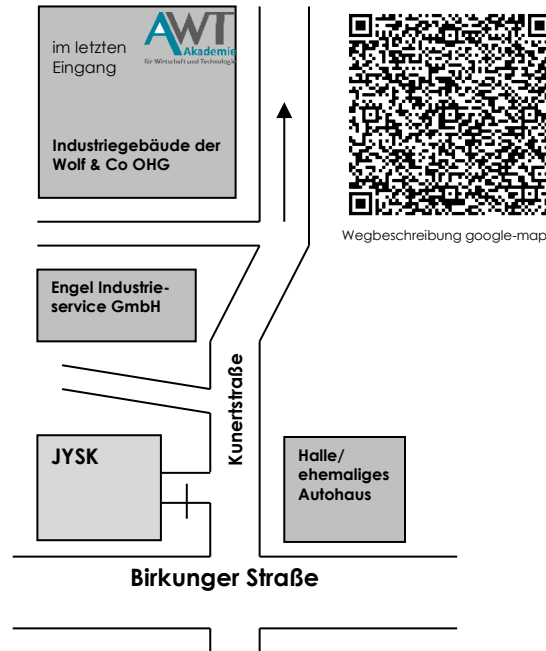 im letzten
Eingang
AWT
Akademie
für Wirtschaft und Technologie
Industriegebäude der
Wolf & Co OHG
Wegbeschreibung google-map
Engel Industrie-
service GmbH
Kunertstraße
JYSK
Halle/
ehemaliges
Autohaus
Birkunger Straße